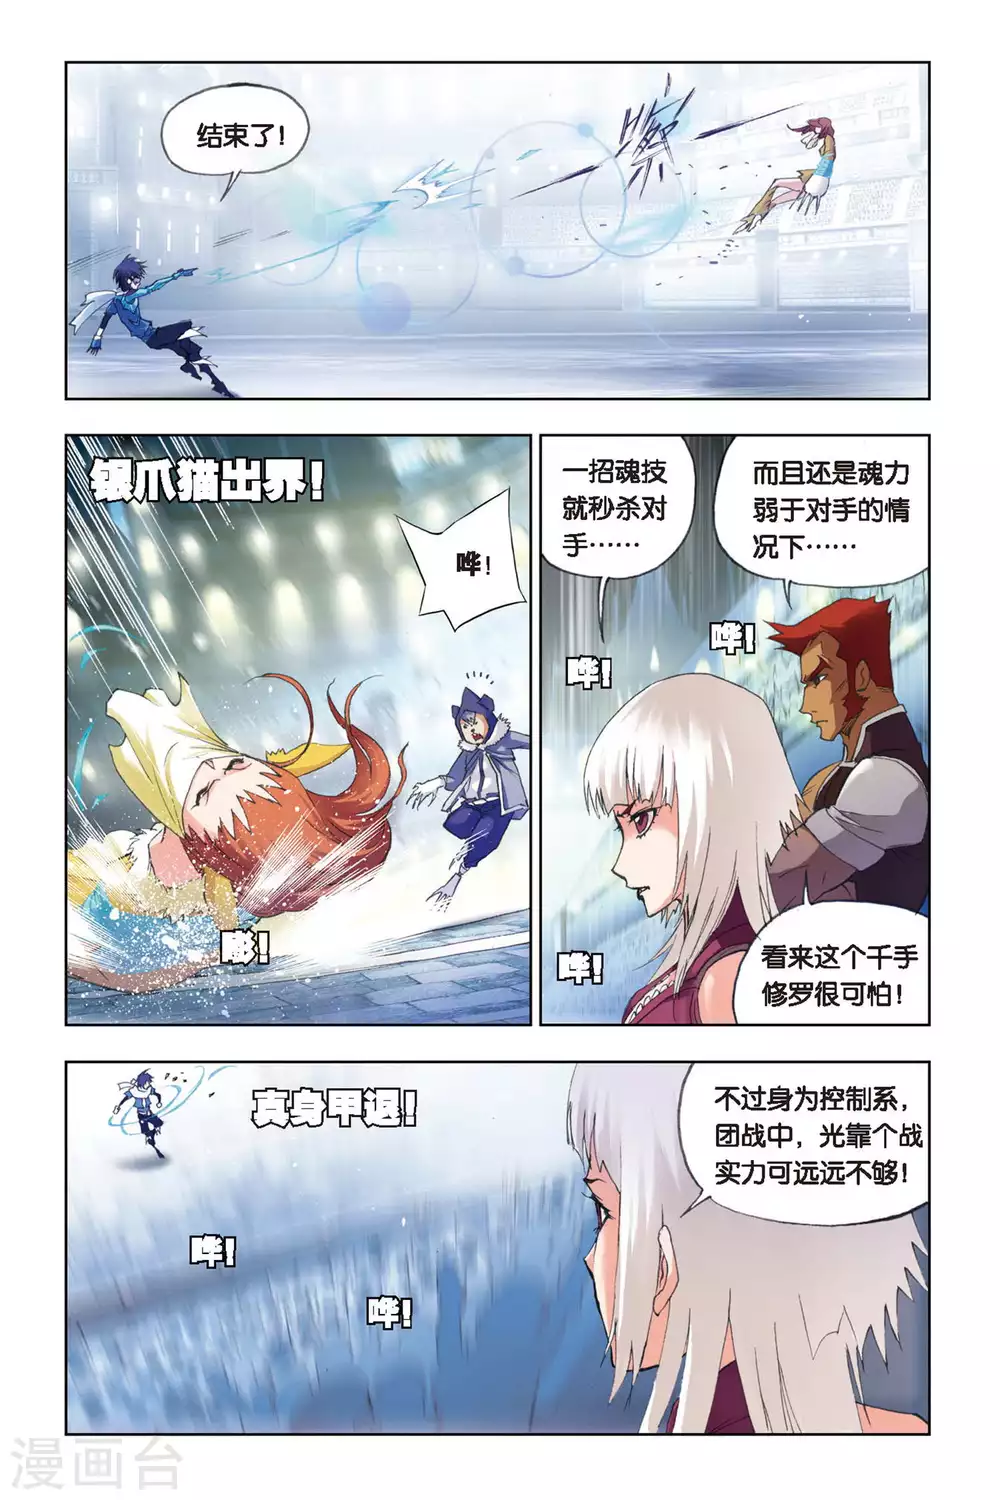 结束了!
嗷
银爪猫出界!
哗!
嘭!
一招魂技
就秒杀对
手……
而且还是魂力
弱于对手的情
况下……
哗!
哗!
哗!
看来这个千手
修罗很可怕!
真身甲退!
不过身为控制系，
团战中，光靠个战
实力可远远不够!
哗!
哗!
漫画台